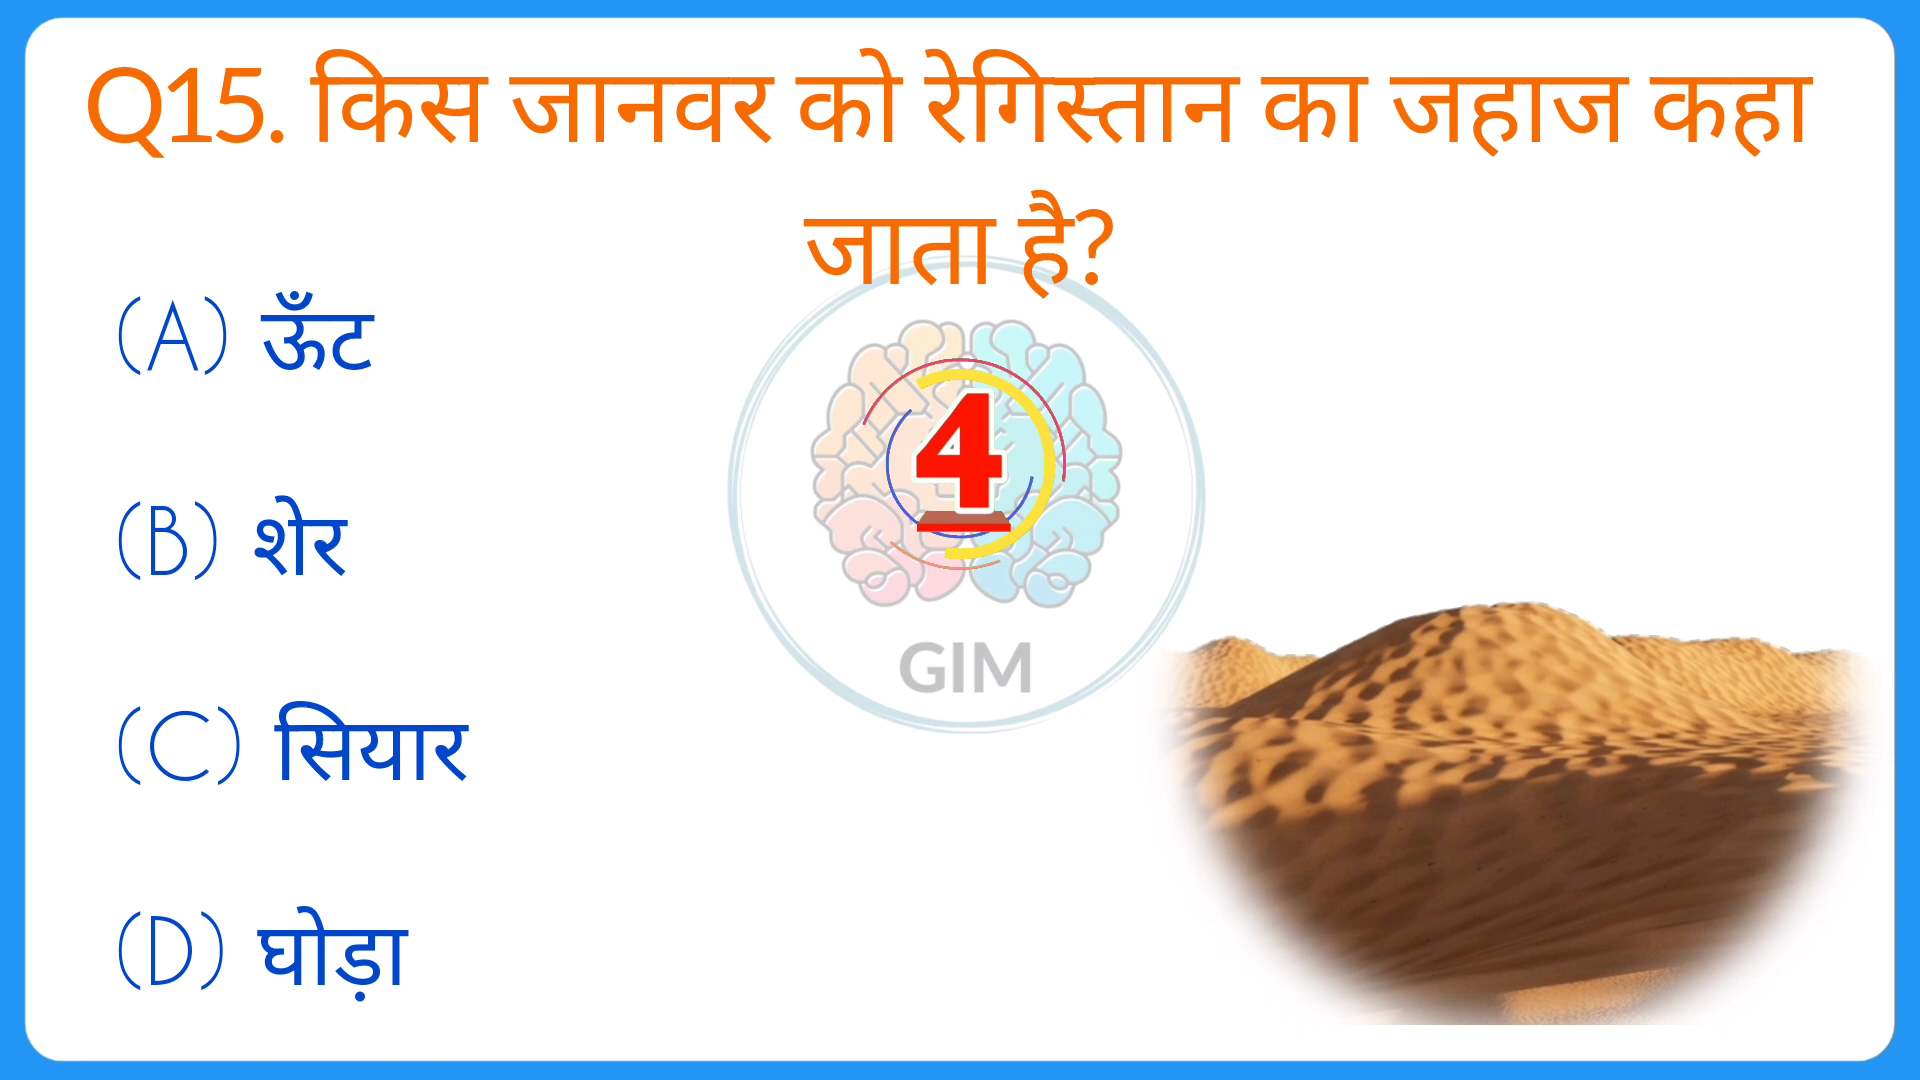 Q15. किस जानवर को रेगिस्तान का जहाज कहा
जाता है?
(A) ऊँट
4
(B) शेर
GIM
(C) सियार
(D) घोड़ा